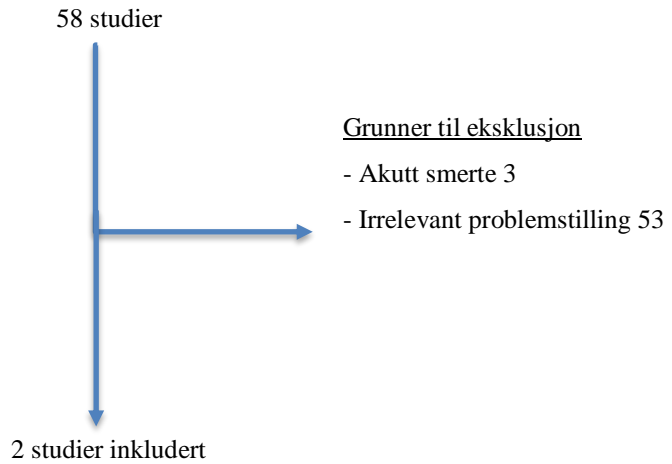 58 studier
Grunner til eksklusjon
- Akutt smerte 3
- Irrelevant problemstilling 53
2 studier inkludert